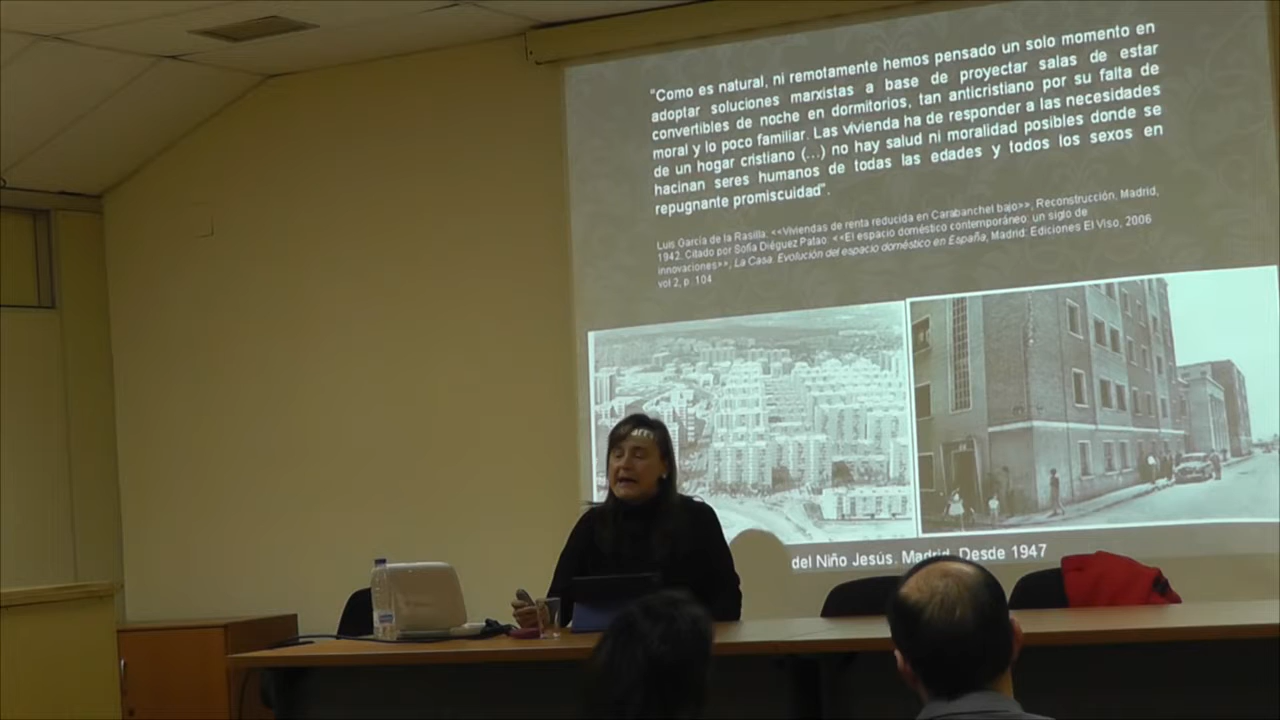 “Como es natural, ni remotamente hemos pensado un solo momento en
adoptar soluciones marxistas a base de proyectar salas de estar
convertibles de noche en dormitorios, tan anticristiano por su falta de
moral y lo poco familiar. Las vivienda ha de responder a las necesidades
de un hogar cristiano (...) no hay salud ni moralidad posibles donde se
hacinan seres humanos de todas las edades y todos los sexos en
repugnante promiscuidad”.
Luis García de la Rasilla: <<Viviendas de renta reducida en Carabanchel bajo>>, Reconstrucción, Madrid,
1942. Citado por Sofía Diéguez Patao: <<El espacio doméstico contemporáneo: un siglo de
innovaciones>>, La Casa. Evolución del espacio doméstico en España, Madrid: Ediciones El Viso, 2006
vol 2, p. 104
del Niño Jesús. Madrid. Desde 1947